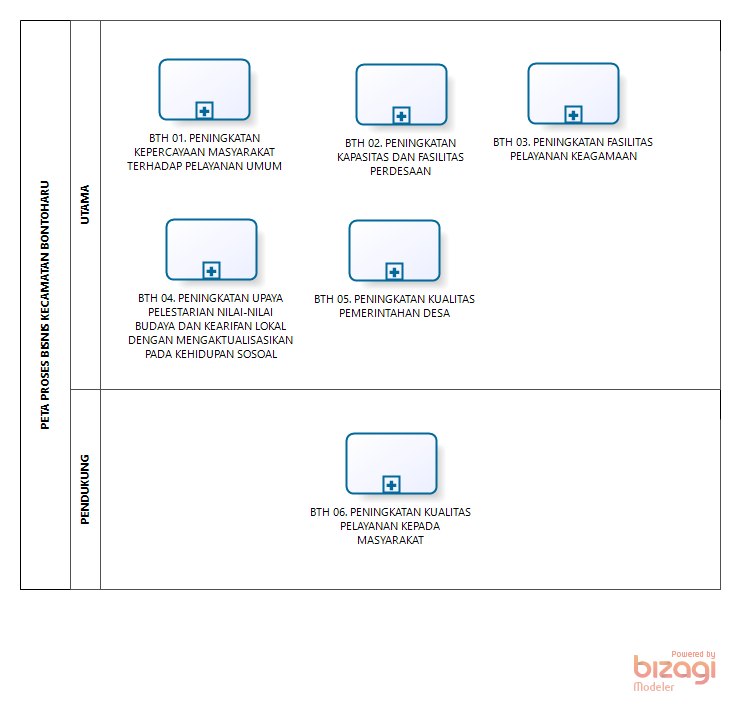 PETA PROSES BISNIS KECAMATAN BONTOHARU
UTAMA
BTH 01. PENINGKATAN
KEPERCAYAAN MASYARAKAT
TERHADAP PELAYANAN UMUM
BTH 02. PENINGKATAN
KAPASITAS DAN FASILITAS
PERDESAAN
BTH 03. PENINGKATAN FASILITAS
PELAYANAN KEAGAMAAN
BTH 04. PENINGKATAN UPAYA
PELESTARIAN NILAI-NILAI
BUDAYA DAN KEARIFAN LOKAL
DENGAN MENGAKTUALISASIKAN
PADA KEHIDUPAN SOSOAL
BTH 05. PENINGKATAN KUALITAS
PEMERINTAHAN DESA
PENDUKUNG
BTH 06. PENINGKATAN KUALITAS
PELAYANAN KEPADA
MASYARAKAT
Powered by
bizagi
Modeler